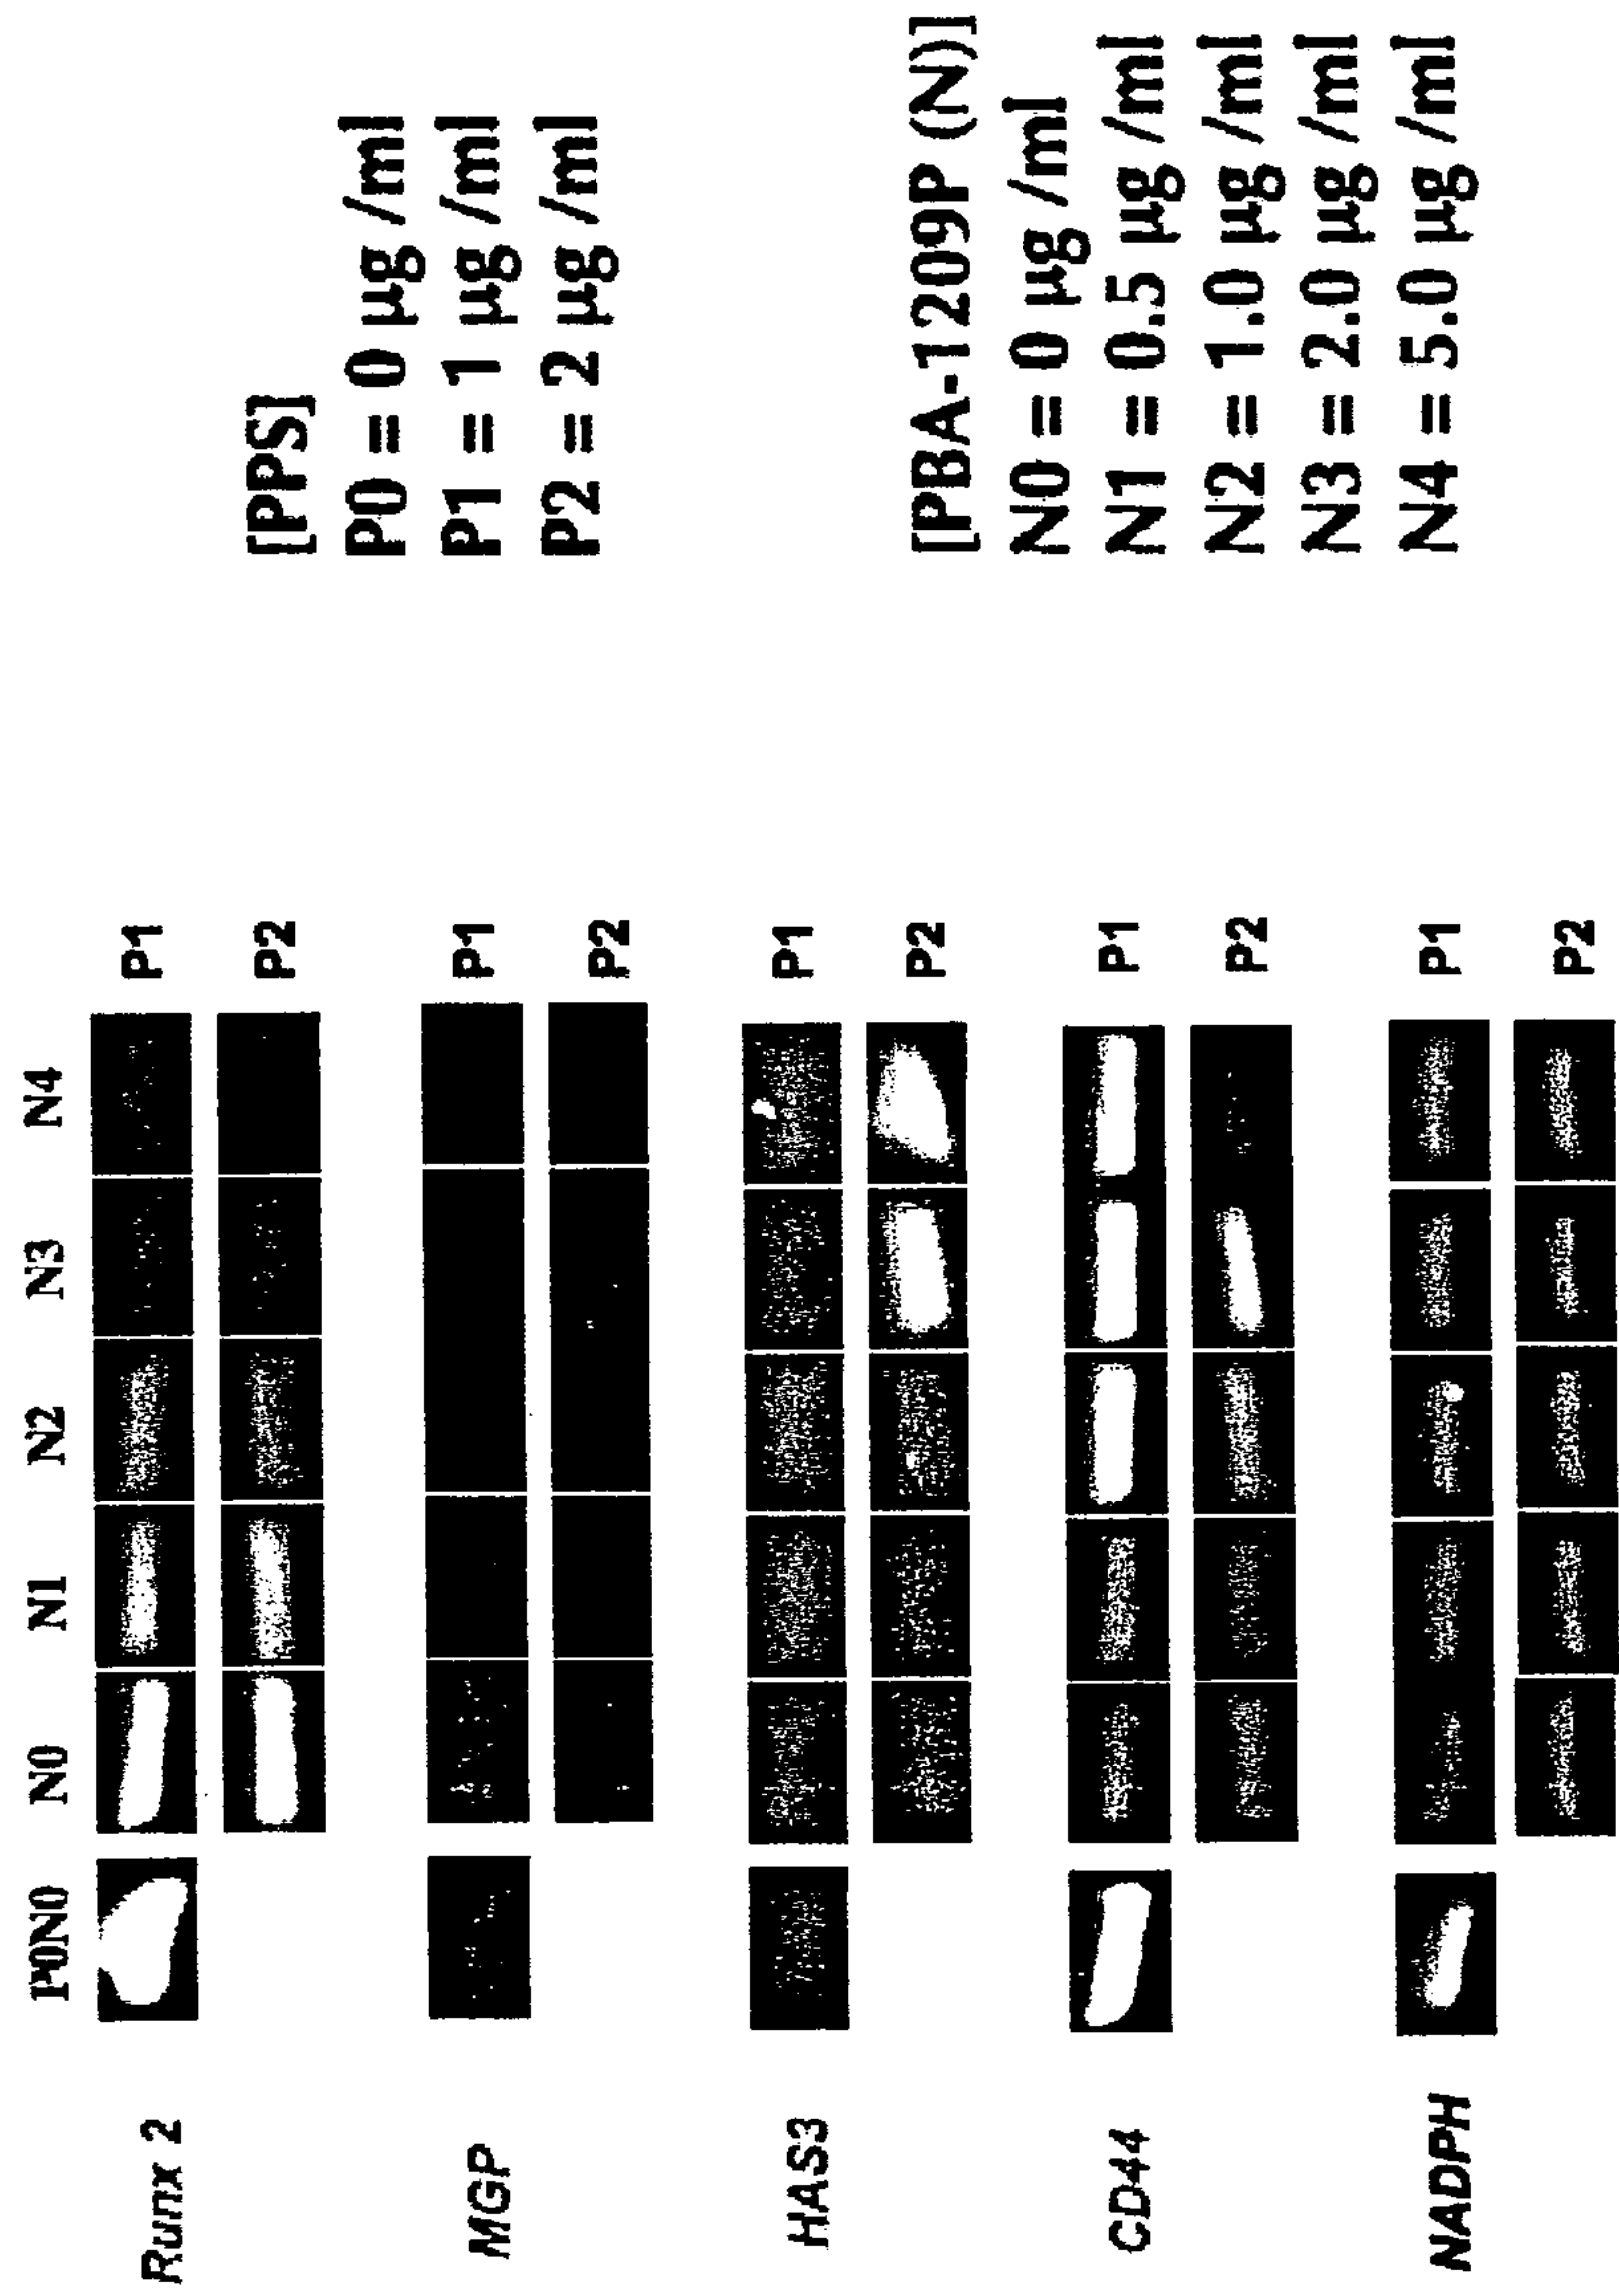 P0N0 N0 N1 N2 N3 N4
Runx 2
P1
P2
MGP
P1
P2
HAS3
P1
P2
CD44
P1
P2
NADPH
P1
P2
[PPS]
P0 = 0 µg /ml
P1 = 1 µg /ml
P2 = 2 µg /ml
[PBA-1209P (N)]
N0 = 0 µg /ml
N1 = 0.5 µg /ml
N2 = 1.0 µg /ml
N3 = 2.0 µg /ml
N4 = 5.0 µg /ml